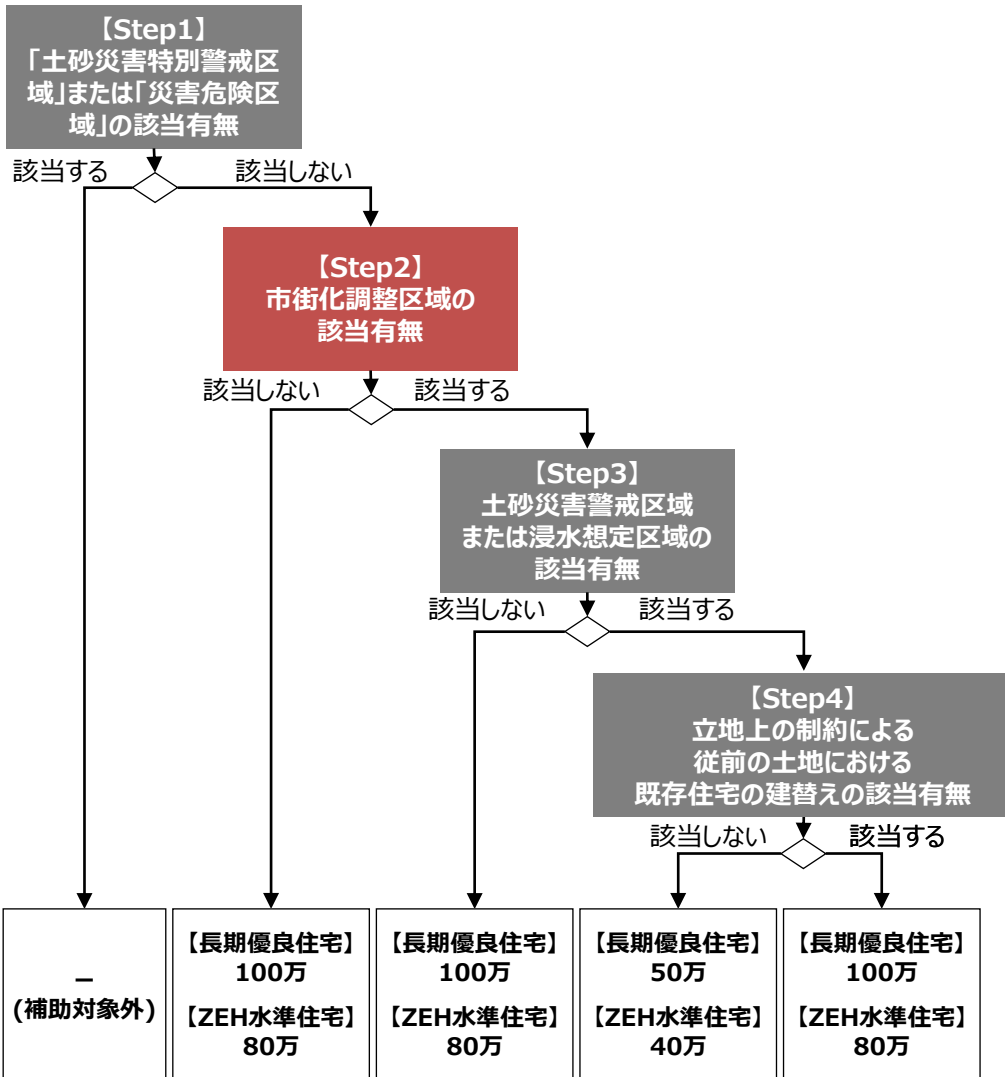 【Step1】
「土砂災害特別警戒区
域」または「災害危険区
域」の該当有無
該当する
該当しない
【Step2】
市街化調整区域の
該当有無
該当しない
該当する
【Step3】
土砂災害警戒区域
または浸水想定区域の
該当有無
該当しない
該当する
【Step4】
立地上の制約による
従前の土地における
既存住宅の建替えの該当有無
該当しない
該当する
–
(補助対象外)
【長期優良住宅】
100万
【ZEH水準住宅】
80万
【長期優良住宅】
100万
【ZEH水準住宅】
80万
【長期優良住宅】
50万
【ZEH水準住宅】
40万
【長期優良住宅】
100万
【ZEH水準住宅】
80万